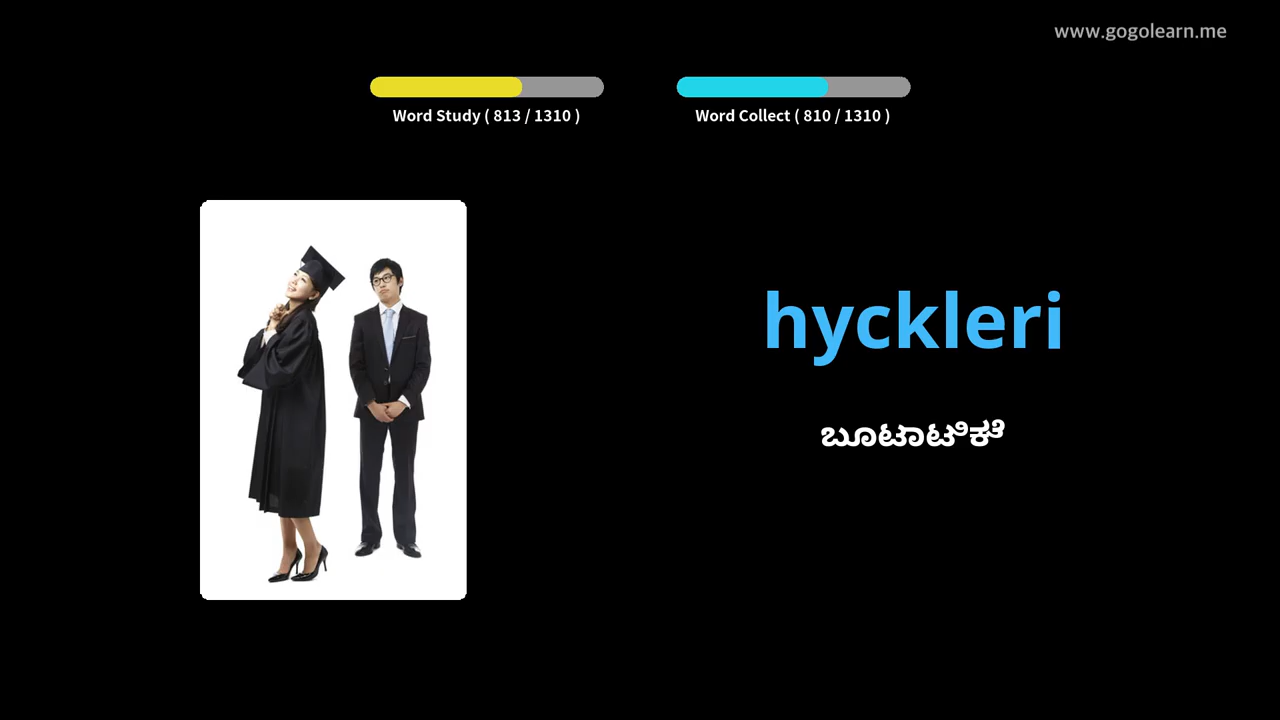 www.gogolearn.me
Word Study ( 813 / 1310 )
Word Collect ( 810 / 1310 )
hyckleri
ಬೂಟಾಟಿಕೆ